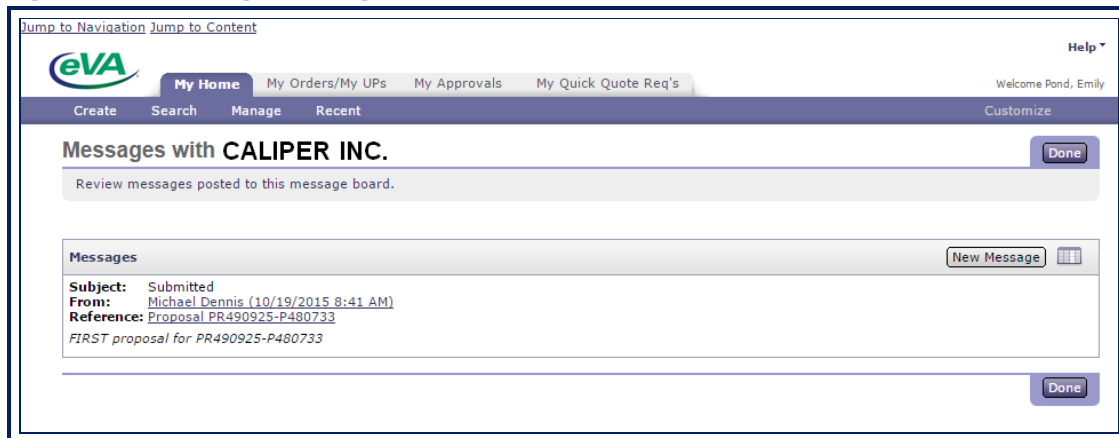 Jump to Navigation Jump to Content
Help
eVA
My Home My Orders/My UPs My Approvals My Quick Quote Req's
Welcome Pond, Emily
Create Search Manage Recent Customize
Messages with CALIPER INC.
Done
Review messages posted to this message board.
Messages New Message
Subject: Submitted
From: Michael Dennis (10/19/2015 8:41 AM)
Reference: Proposal PR490925-P480733
FIRST proposal for PR490925-P480733
Done